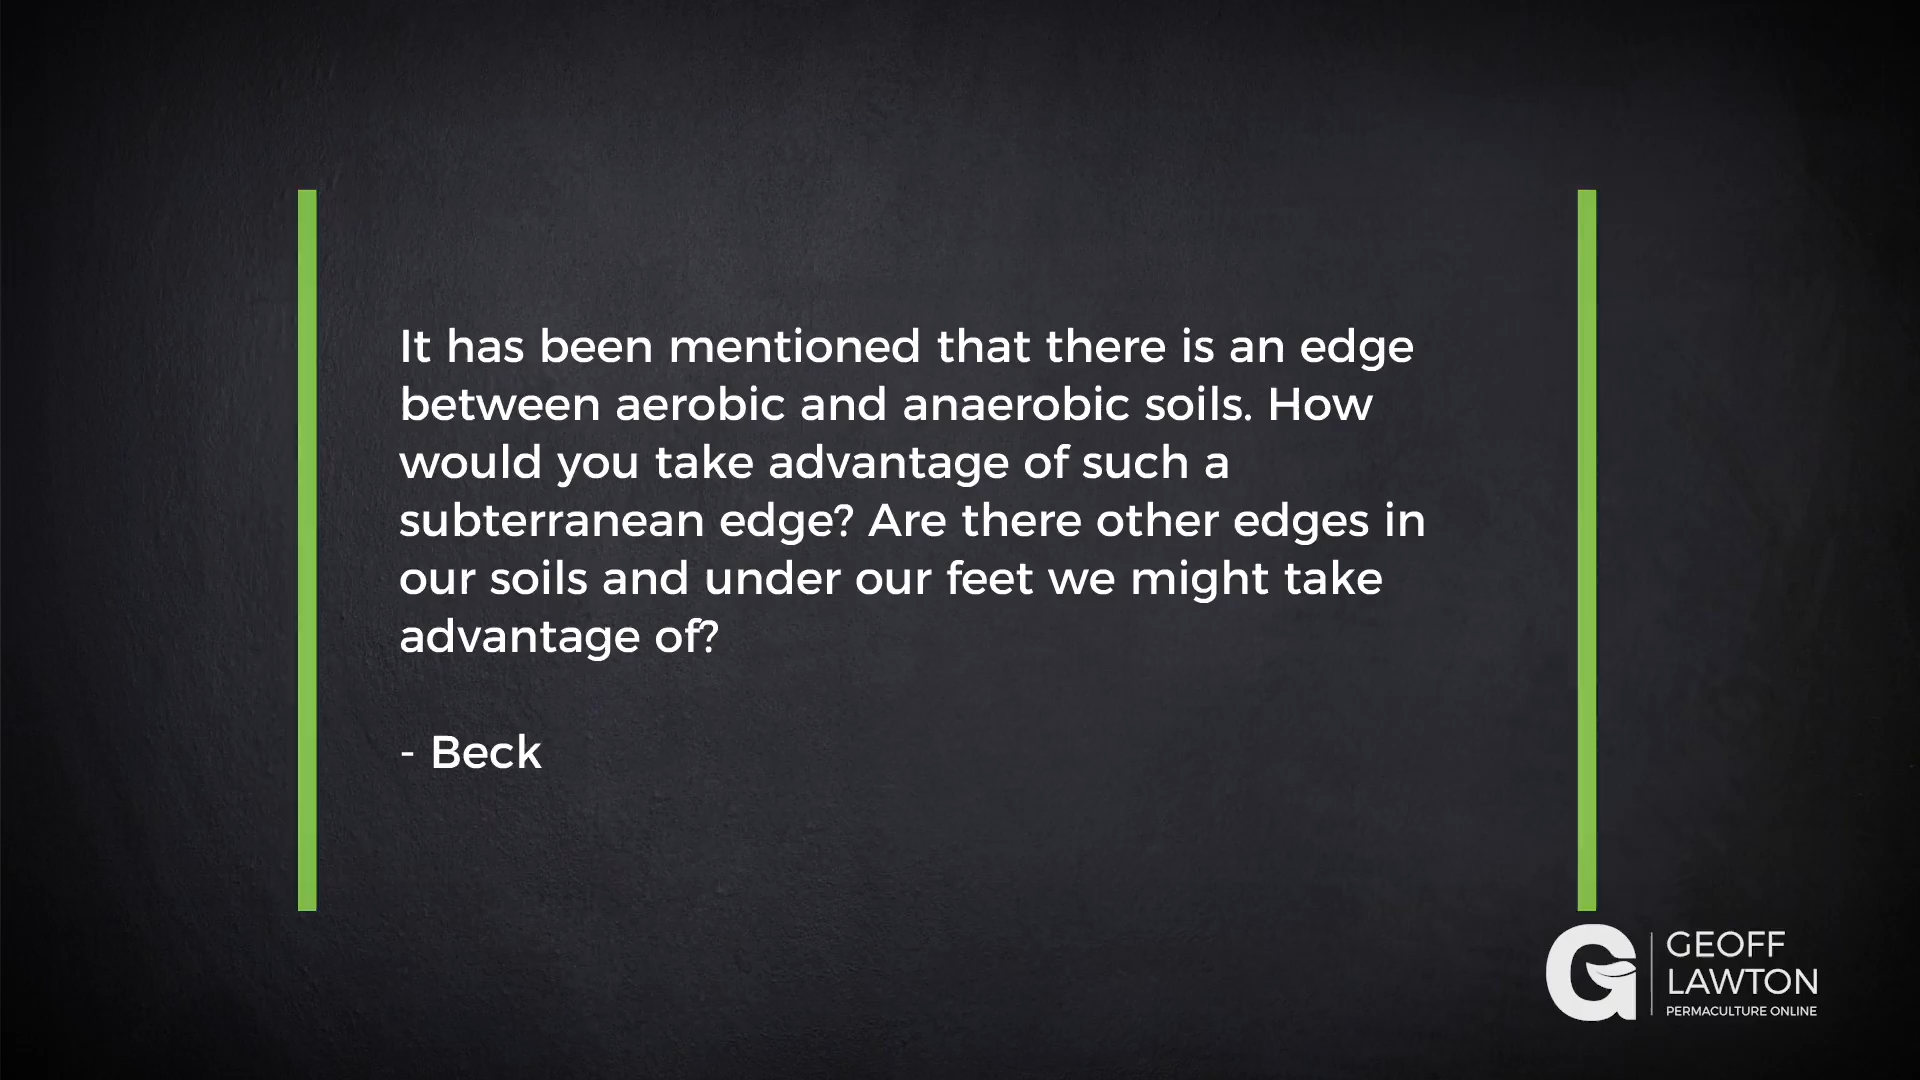 It has been mentioned that there is an edge
between aerobic and anaerobic soils. How
would you take advantage of such a
subterranean edge? Are there other edges in
our soils and under our feet we might take
advantage of?
- Beck
GEOFF
LAWTON
PERMACULTURE ONLINE